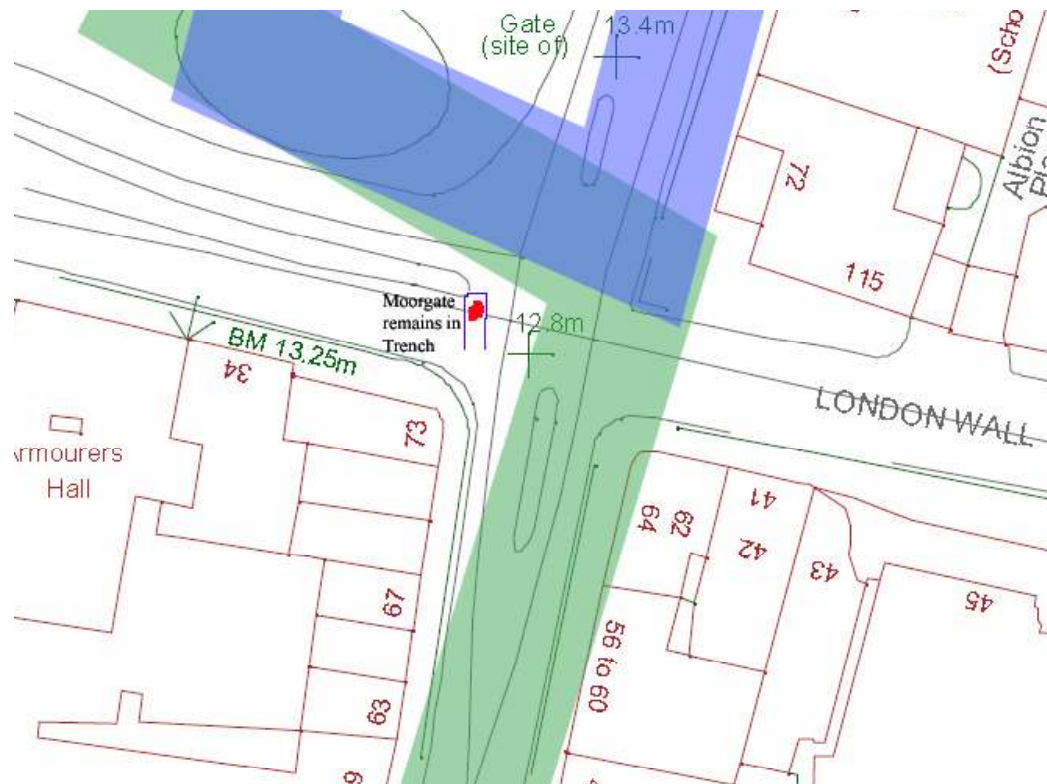 Gate
(site of)
13.4m
(Scho
Albion
Pla
72
115
Moorgate
remains in
Trench
12.8m
BM 13.25m
34
LONDON WALL
73
Armourers
Hall
64
62
41
42
43
45
67
56 to 60
63